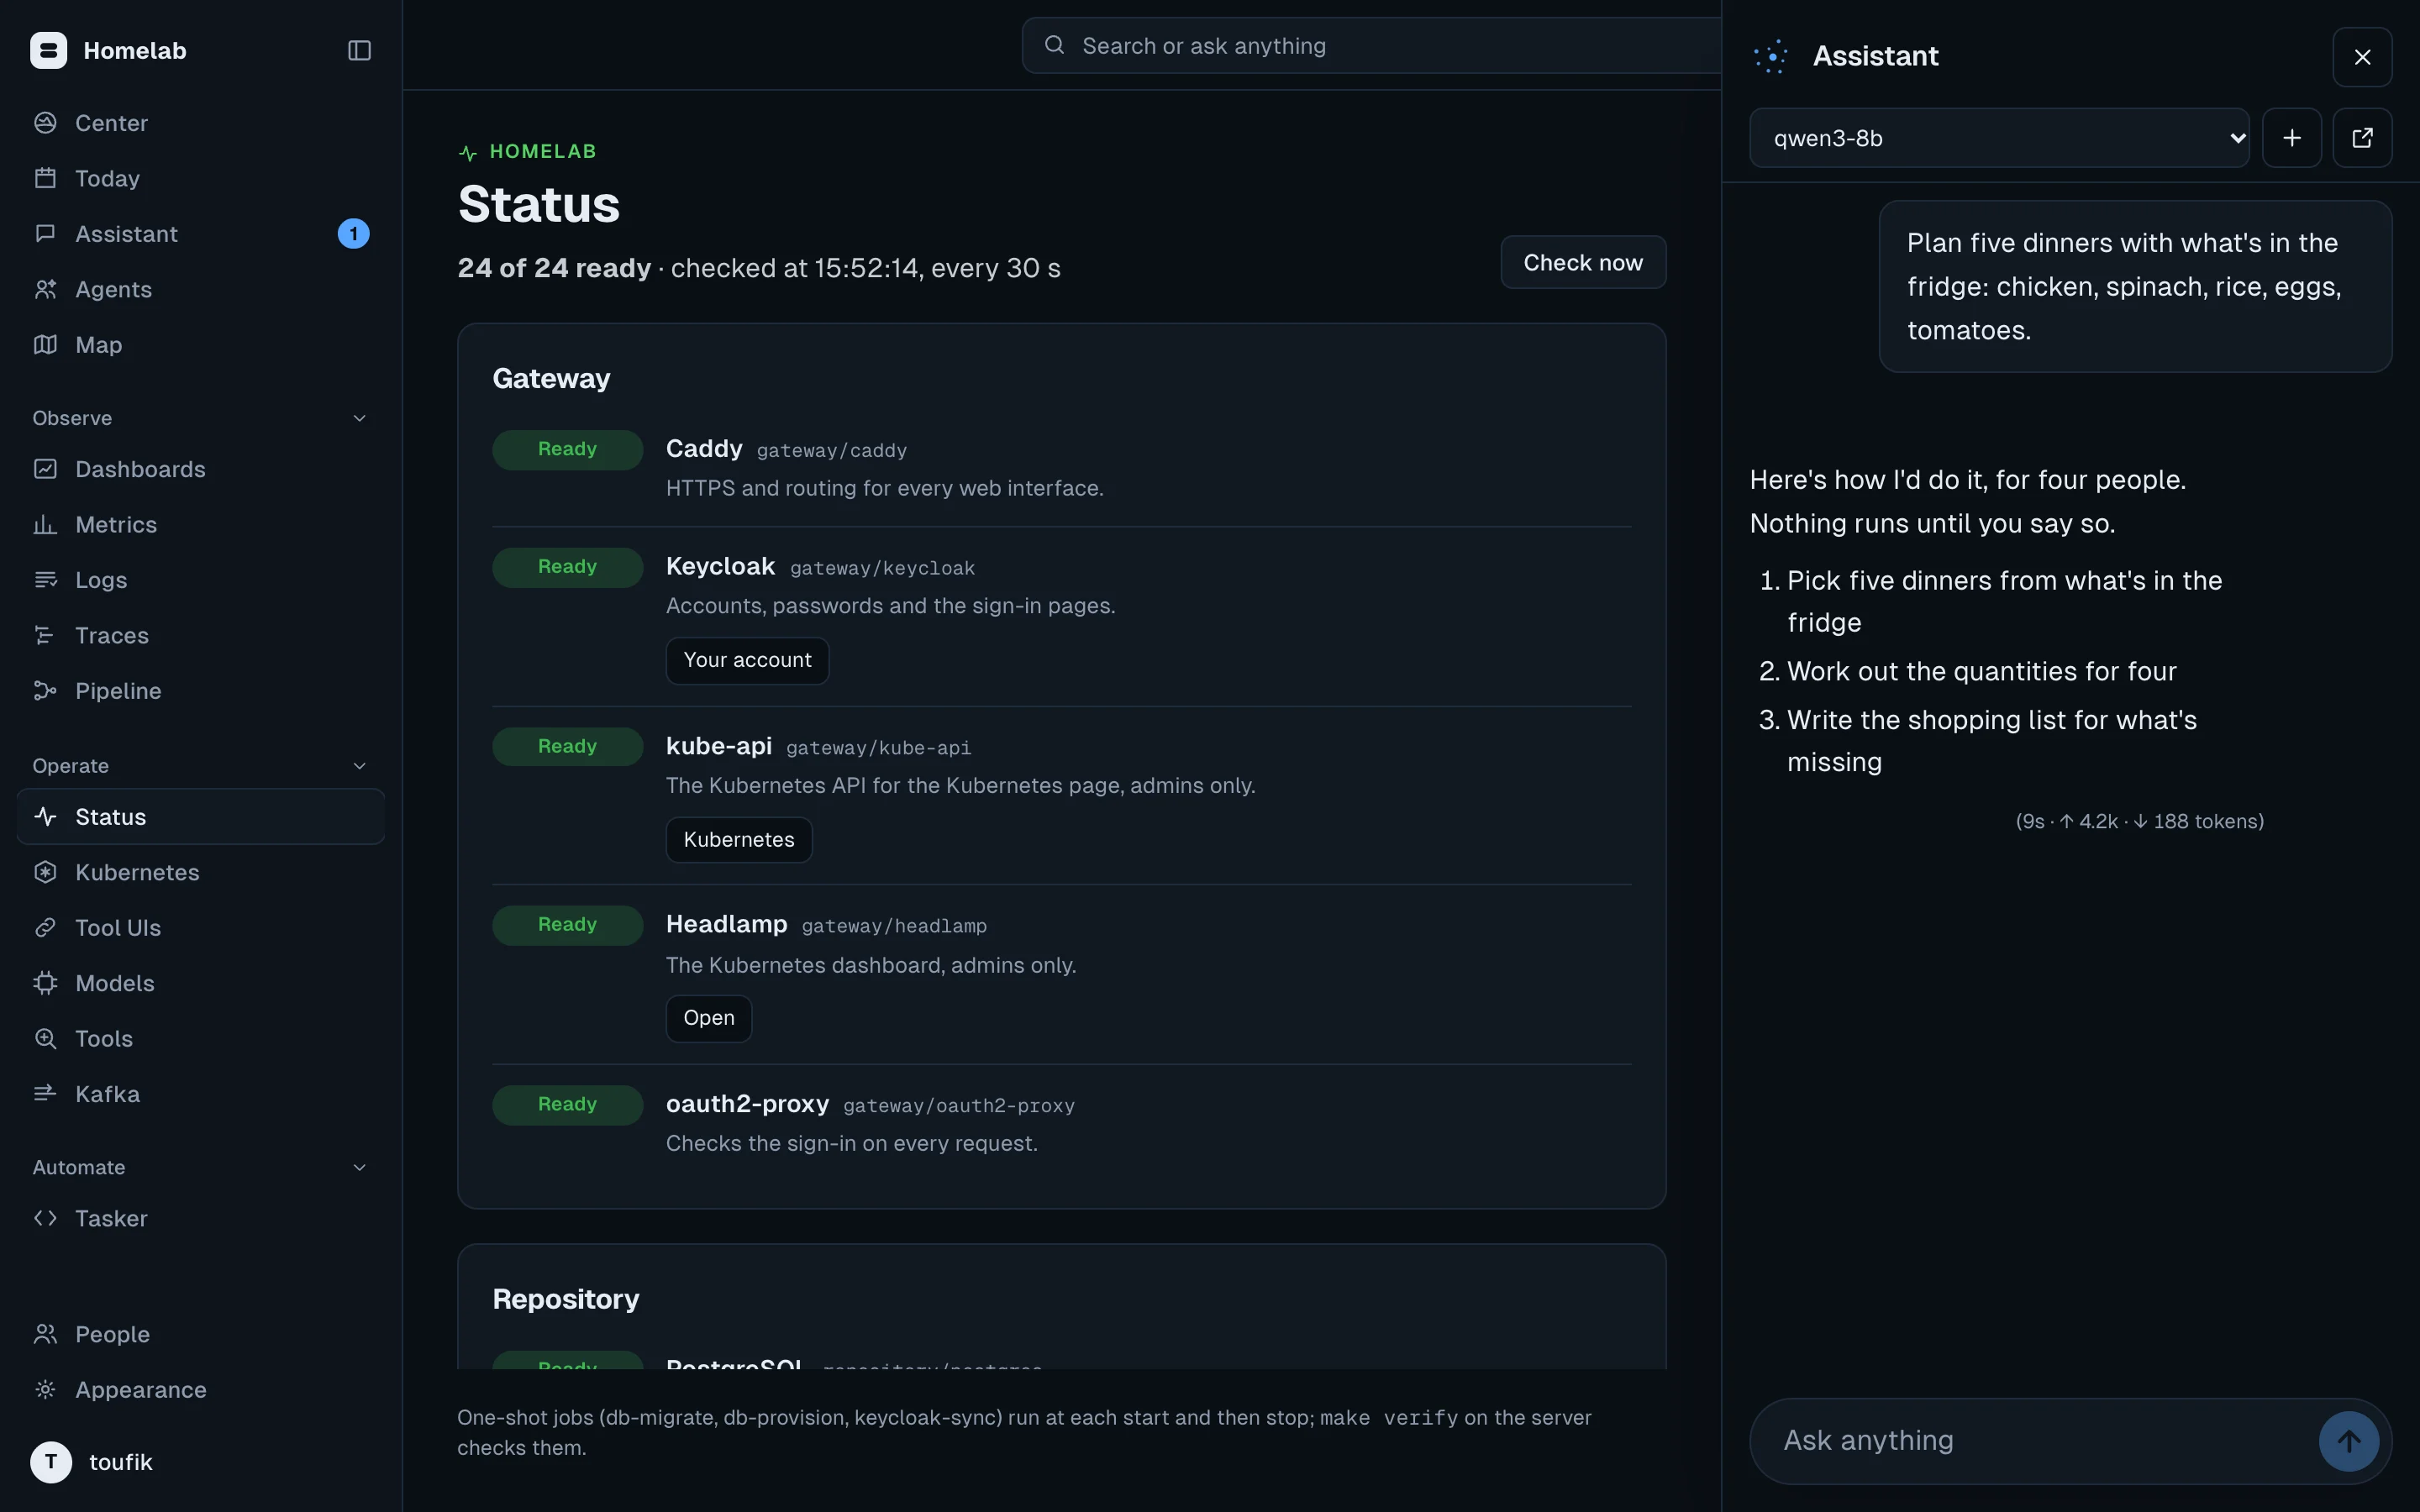 Homelab
Center
Today
Assistant 1
Agents
Map
Observe
Dashboards
Metrics
Logs
Traces
Pipeline
Operate
Status
Kubernetes
Tool UIs
Models
Tools
Kafka
Automate
Tasker
People
Appearance
T toufik
Search or ask anything
HOMELAB
Status
24 of 24 ready · checked at 15:52:14, every 30 s
Check now
Gateway
Ready Caddy gateway/caddy
HTTPS and routing for every web interface.
Ready Keycloak gateway/keycloak
Accounts, passwords and the sign-in pages.
Your account
Ready kube-api gateway/kube-api
The Kubernetes API for the Kubernetes page, admins only.
Kubernetes
Ready Headlamp gateway/headlamp
The Kubernetes dashboard, admins only.
Open
Ready oauth2-proxy gateway/oauth2-proxy
Checks the sign-in on every request.
Repository
Ready PostgreSQL repository/postgres
One-shot jobs (db-migrate, db-provision, keycloak-sync) run at each start and then stop; make verify on the server
checks them.
Assistant
qwen3-8b
Plan five dinners with what's in the
fridge: chicken, spinach, rice, eggs,
tomatoes.
Here's how I'd do it, for four people.
Nothing runs until you say so.
1. Pick five dinners from what's in the
fridge
2. Work out the quantities for four
3. Write the shopping list for what's
missing
(9s · ↑ 4.2k · ↓ 188 tokens)
Ask anything